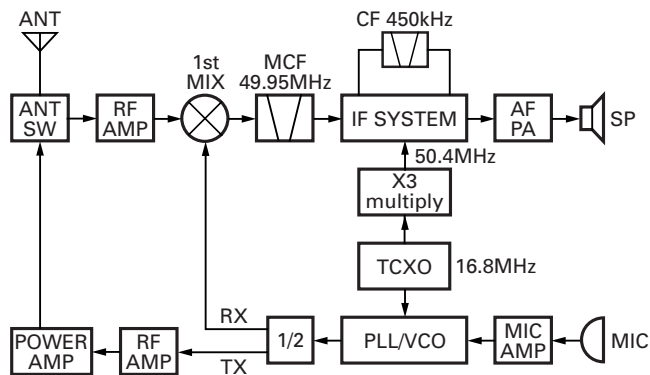 ANT
CF 450kHz
1st
MIX
MCF
49.95MHz
ANT
SW
RF
AMP
IF SYSTEM
AF
PA
SP
50.4MHz
X3
multiply
TCXO
16.8MHz
RX
TX
POWER
AMP
RF
AMP
1/2
PLL/VCO
MIC
AMP
MIC